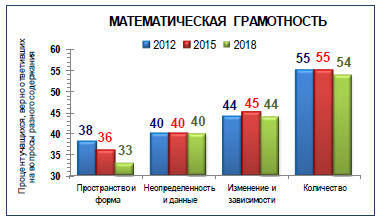 МАТЕМАТИЧЕСКАЯ ГРАМОТНОСТЬ
2012 2015 2018
Процент учащихся, верно ответивших
на вопросы разного содержания
60
55
50
45
40
35
30
38 36 33
40 40 40
44 45 44
55 55 54
Пространство и
форма
Неопределенность
и данные
Изменение и
зависимости
Количество